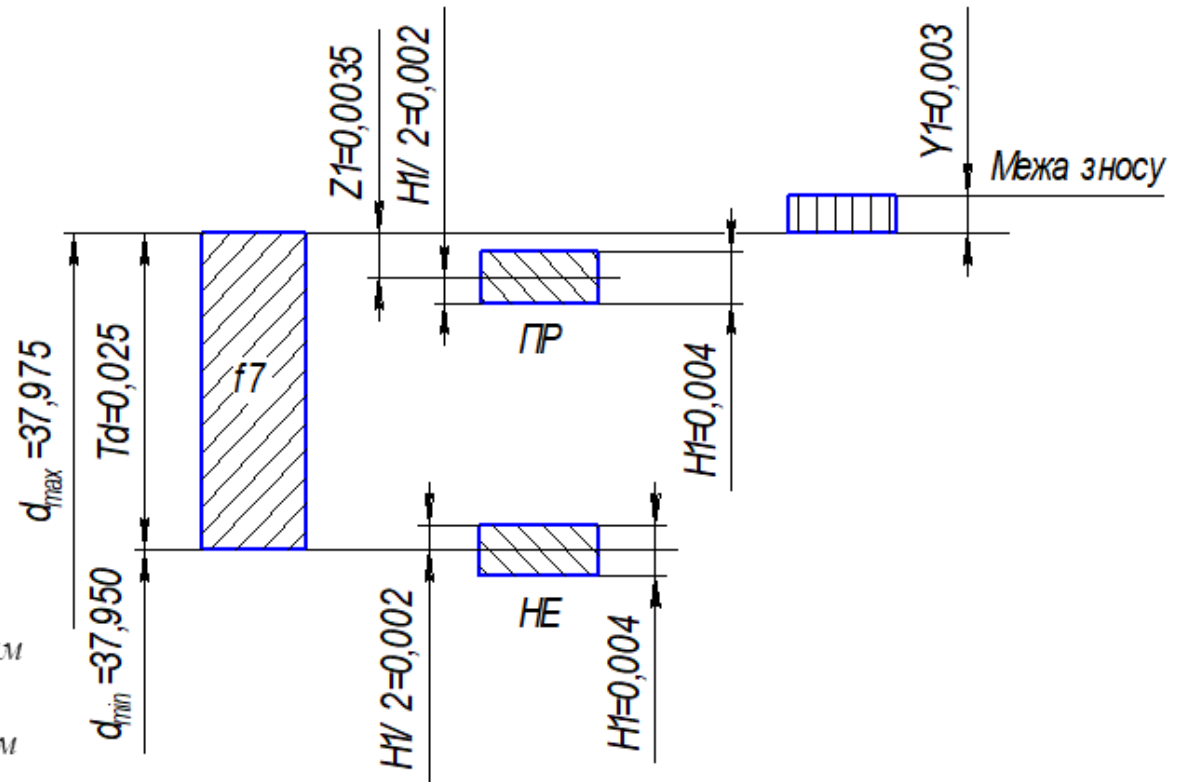 Z1=0,0035
H1/ 2=0,002
Y1=0,003
Межа зносу
dmax =37,975
Td=0,025
f7
ПР
H1=0,004
dmin =37,950
НЕ
H1/ 2=0,002
H1=0,004
м
м